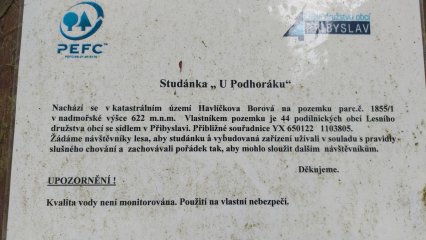 PEFC
družstvu obcí
PŘIBYSLAV
Studánka „ U Podhoráku"
Nachází se v katastrálním území Havlíčkova Borová na pozemku parc.č. 1855/1
v nadmořské výšce 622 m.n.m. Vlastníkem pozemku je 44 podílnických obcí Lesního
družstva obcí se sídlem v Přibyslavi. Přibližné souřadnice YX 650122 1103805.
Žádáme návštěvníky lesa, aby studánku a vybudovaná zařízení užívali v souladu s pravidly
slušného chování a zachovávali pořádek tak, aby mohlo sloužit dalším návštěvníkům.
Děkujeme.
UPOZORNĚNÍ !
Kvalita vody není monitorována. Použití na vlastní nebezpečí.